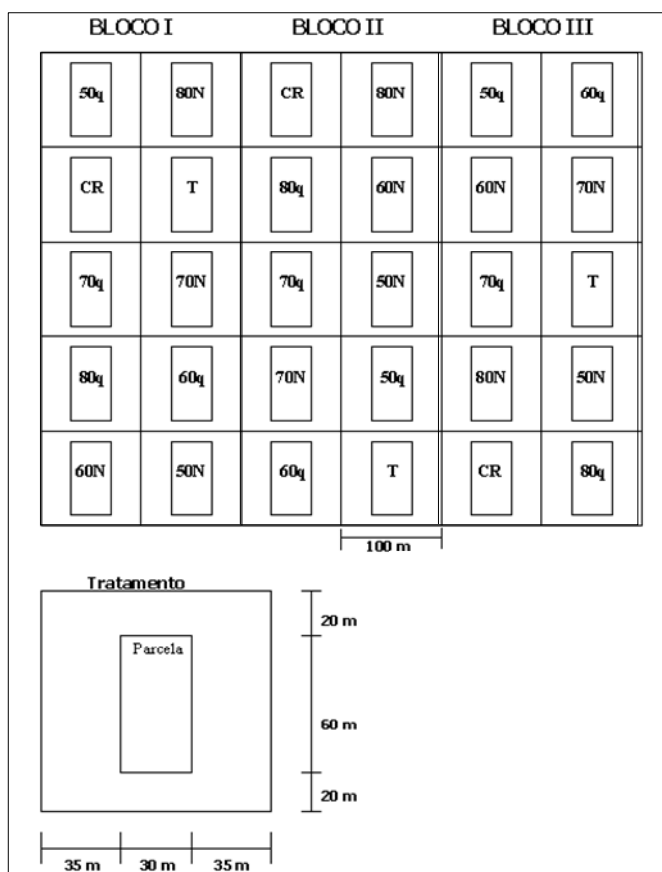 BLOCO I BLOCO II BLOCO III
50q 80N CR 80N 50q 60q
CR T 80q 60N 60N 70N
70q 70N 70q 50N 70q T
80q 60q 70N 50q 80N 50N
60N 50N 60q T CR 80q
100 m
Tratamento
Parcela
20 m
60 m
20 m
35 m 30 m 35 m